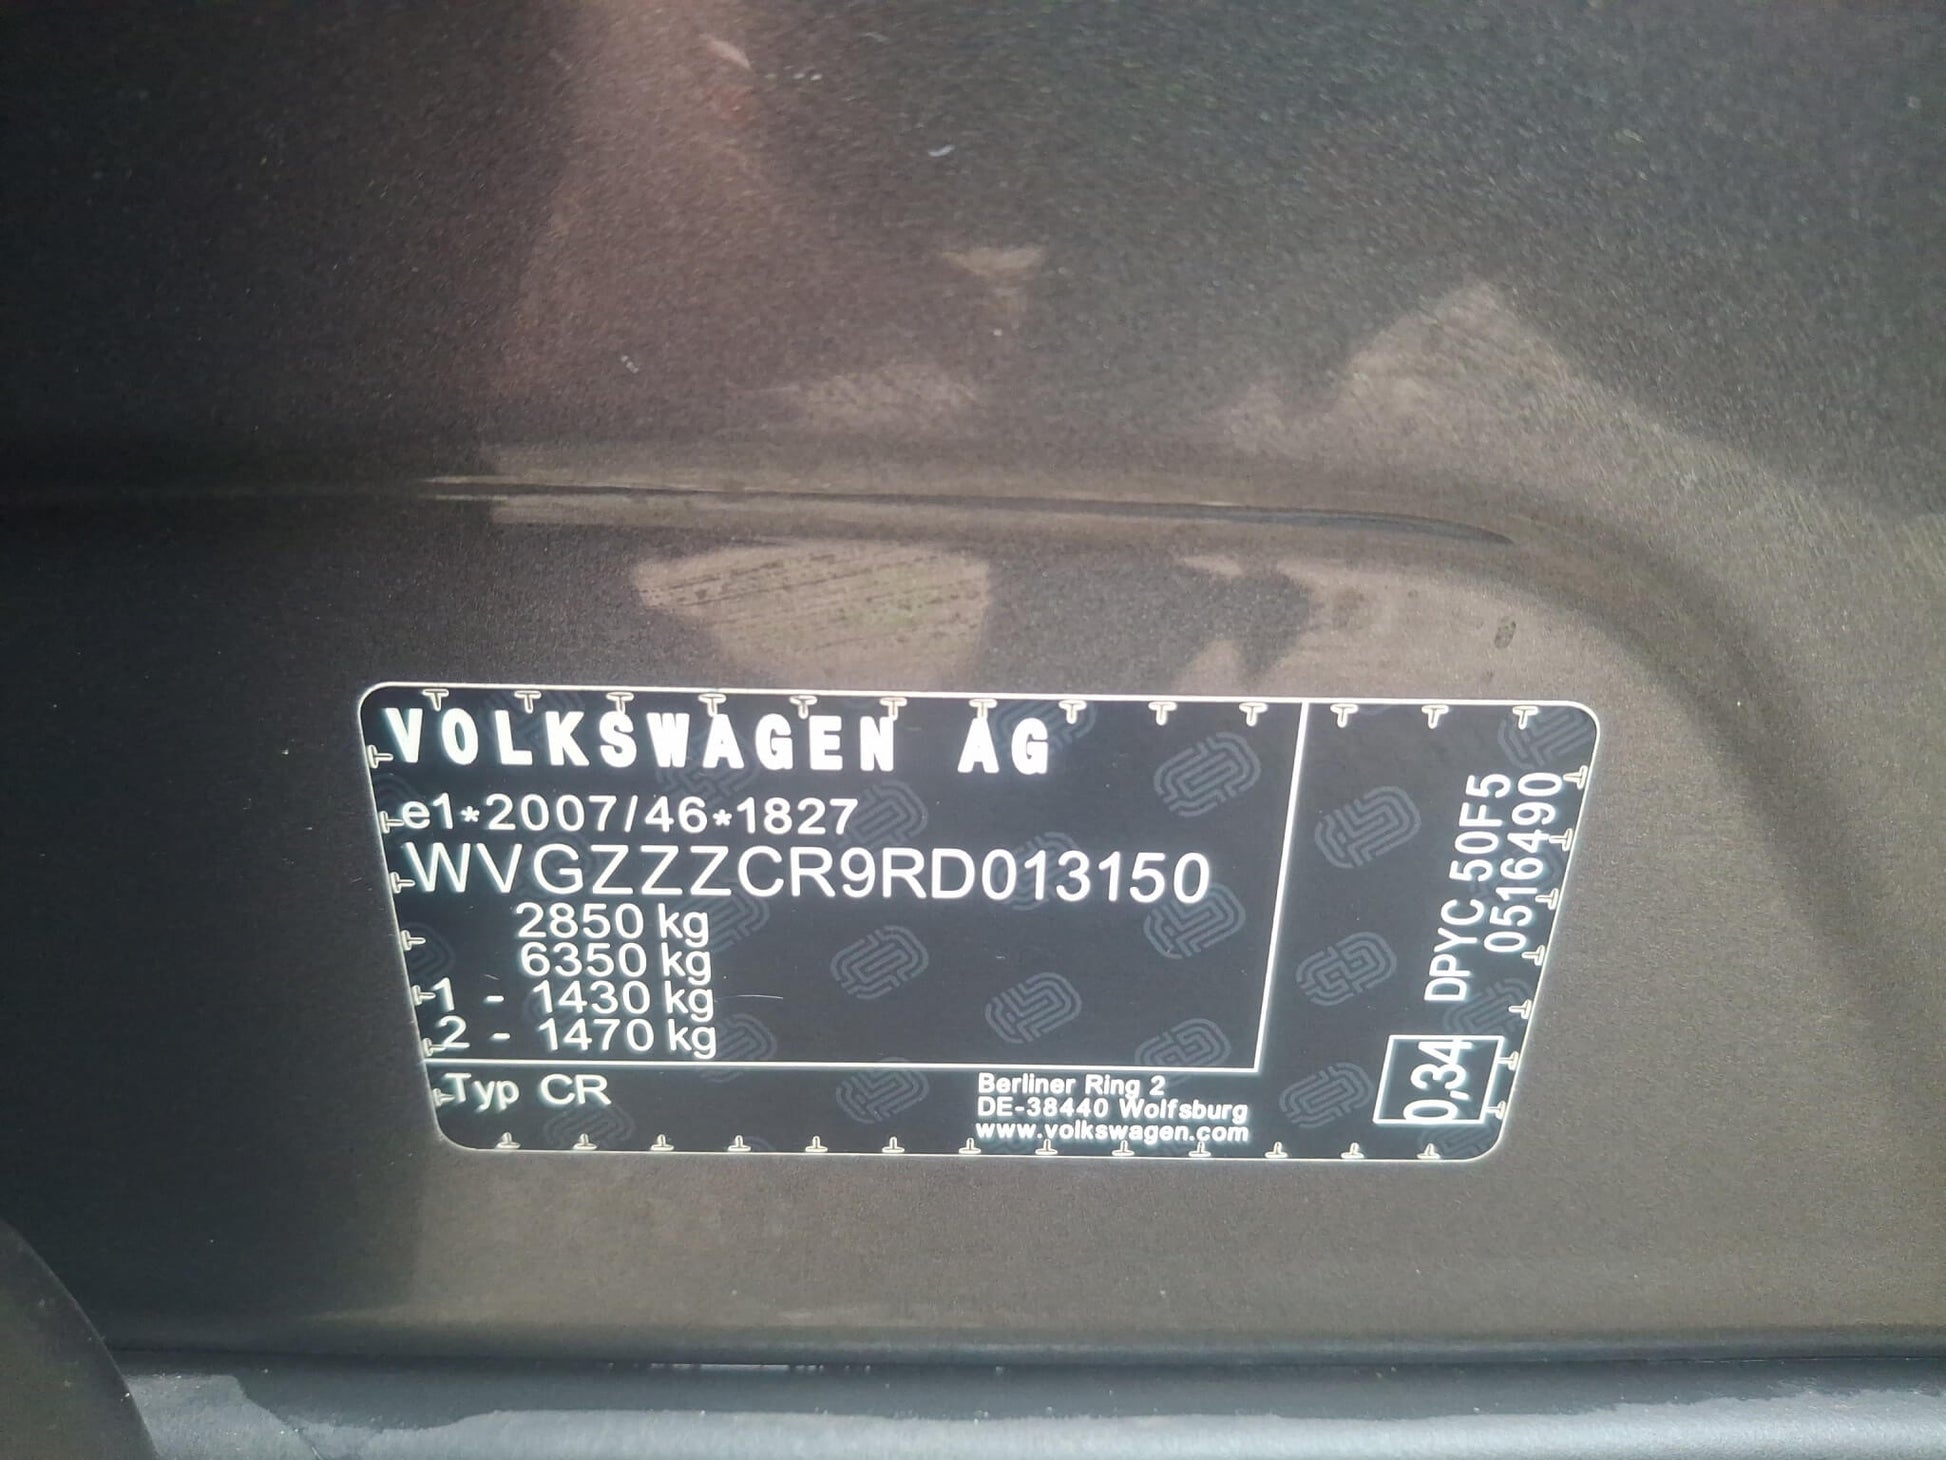 VOLKSWAGEN AG
e1*2007/46*1827
WVGZZZCR9RD013150
2850 kg
6350 kg
1 - 1430 kg
2 - 1470 kg
Typ CR
Berliner Ring 2
DE-38440 Wolfsburg
www.volkswagen.com
DPYC 50F5
0516490
0,34